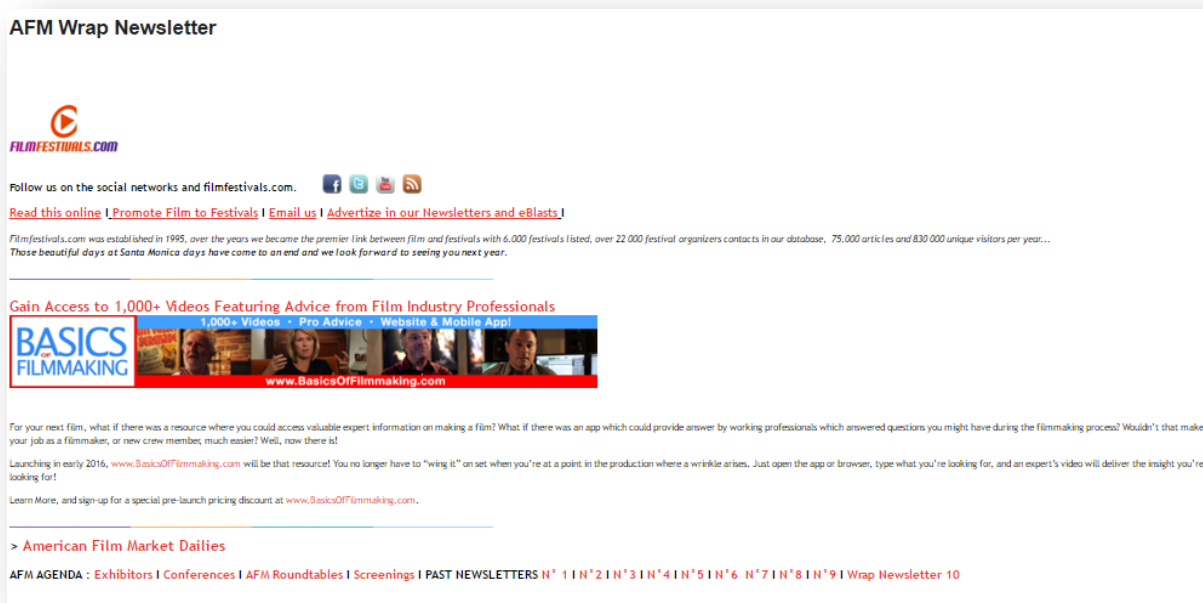 AFM Wrap Newsletter
FILMFESTIVALS.COM
Follow us on the social networks and filmfestivals.com.
Read this online I Promote Film to Festivals I Email us I Advertize in our Newsletters and eBlasts I
Filmfestivals.com was established in 1995, over the years we became the premier link between film and festivals with 6.000 festivals listed, over 22 000 festival organizers contacts in our database, 75.000 articles and 830 000 unique visitors per year...
Those beautiful days at Santa Monica days have come to an end and we look forward to seeing you next year.
Gain Access to 1,000+ Videos Featuring Advice from Film Industry Professionals
1,000+ Videos • Pro Advice • Website & Mobile App!
BASICS
OF
FILMMAKING
www.BasicsOfFilmmaking.com
For your next film, what if there was a resource where you could access valuable expert information on making a film? What if there was an app which could provide answer by working professionals which answered questions you might have during the filmmaking process? Wouldn't that make
your job as a filmmaker, or new crew member, much easier? Well, now there is!
Launching in early 2016, www.BasicsOfFilmmaking.com will be that resource! You no longer have to “wing it” on set when you're at a point in the production where a wrinkle arises. Just open the app or browser, type what you're looking for, and an expert's video will deliver the insight you're
looking for!
Learn More, and sign-up for a special pre-launch pricing discount at www.BasicsOfFilmmaking.com.
> American Film Market Dailies
AFM AGENDA : Exhibitors I Conferences I AFM Roundtables I Screenings I PAST NEWSLETTERS N° 1 I N°2 I N°3 I N°4 I N°5 I N°6 N°7 I N°8 I N°9 I Wrap Newsletter 10